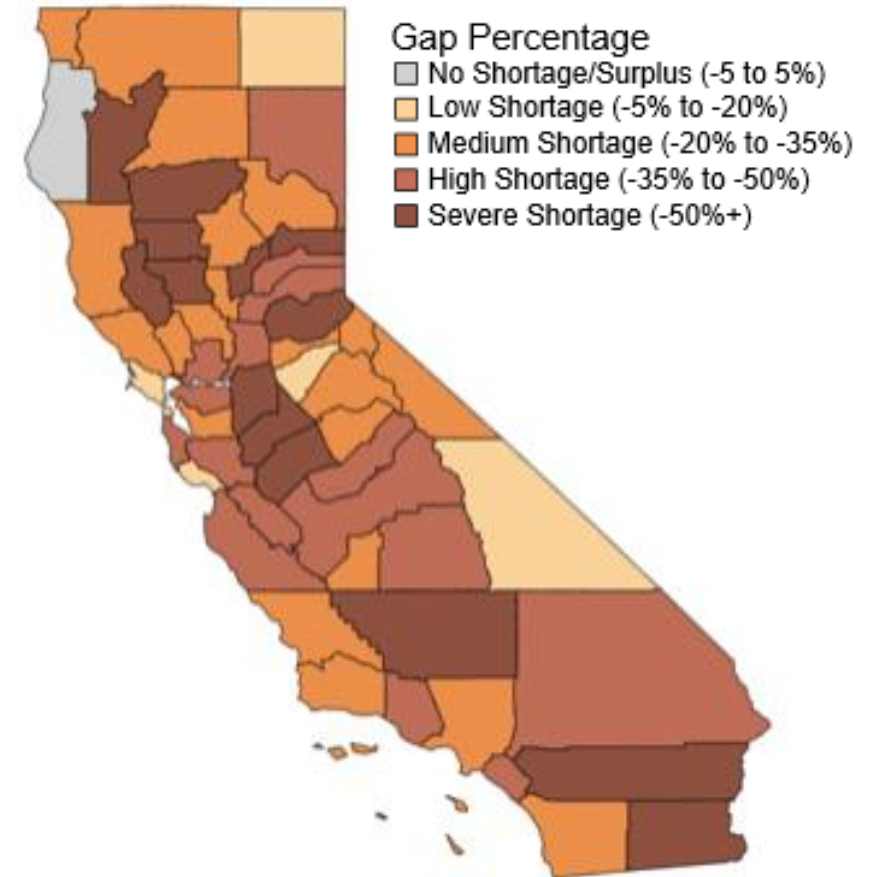 Gap Percentage
No Shortage/Surplus (-5 to 5%)
Low Shortage (-5% to -20%)
Medium Shortage (-20% to -35%)
High Shortage (-35% to -50%)
Severe Shortage (-50%+)